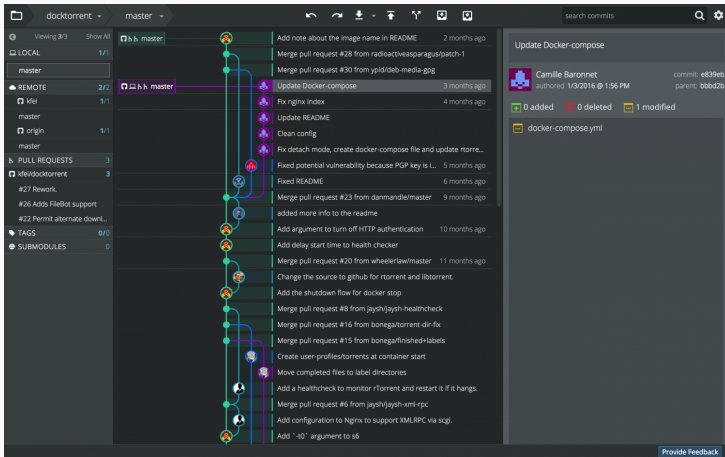 docktorrent
master
search commits
Viewing 3/3 Show All
LOCAL 1/1
master
REMOTE 2/2
kfei 1/1
master
origin 1/1
master
PULL REQUESTS 3
kfei/docktorrent 3
#27 Rework.
#26 Adds FileBot support
#22 Permit alternate downl...
TAGS 0/0
SUBMODULES 0
master
Add note about the image name in README 2 months ago
Merge pull request #28 from radioactiveasparagus/patch-1
Merge pull request #30 from ypid/deb-media-gpg
master
Update Docker-compose 3 months ago
Fix nginx index 4 months ago
Update README
Clean config
Fix detach mode, create docker-compose file and update rtorre...
Fixed potential vulnerability because PGP key is i... 5 months ago
Fixed README 6 months ago
Merge pull request #23 from danmandle/master 9 months ago
added more info to the readme
Add argument to turn off HTTP authentication 10 months ago
Add delay start time to health checker
Merge pull request #20 from wheelerlaw/master 11 months ago
Change the source to github for rtorrent and libtorrent.
Add the shutdown flow for docker stop
Merge pull request #8 from jaysh/jaysh-healthcheck
Merge pull request #16 from bonega/torrent-dir-fix
Merge pull request #15 from bonega/finished+labels
Create user-profiles/torrents at container start
Move completed files to label directories
Add a healthcheck to monitor rTorrent and restart it if it hangs.
Merge pull request #6 from jaysh/jaysh-xml-rpc
Add configuration to Nginx to support XMLRPC via scgi.
Add `-t0` argument to s6
Update Docker-compose
Camille Baronnet commit: e839eb
authored 1/3/2016 @ 1:56 PM parent: bbbd2b
0 added 0 deleted 1 modified
docker-compose.yml
Provide Feedback